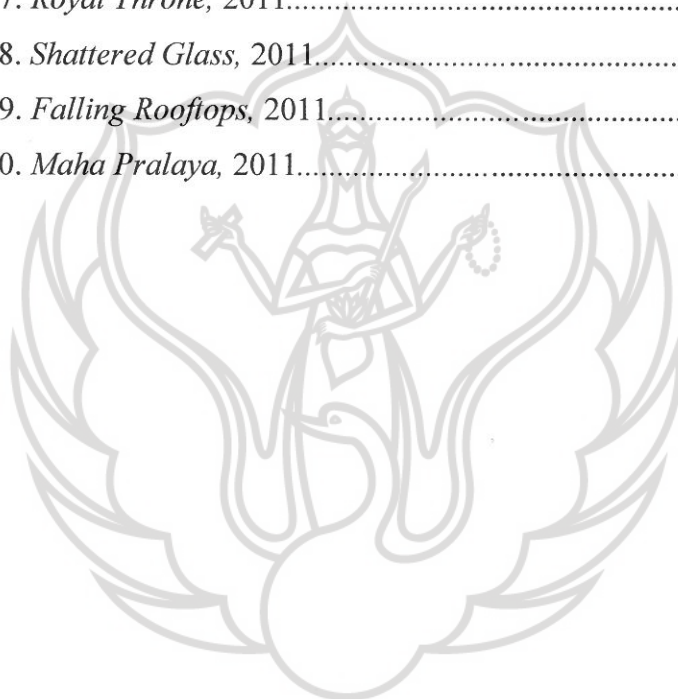 7. Royal Throne, 2011..............................................................
8. Shattered Glass, 2011..........................................................
9. Falling Rooftops, 2011........................................................
0. Maha Pralaya, 2011............................................................